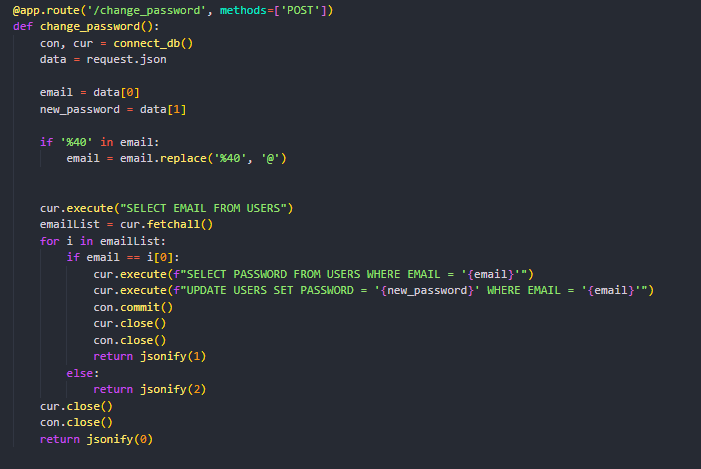 @app.route('/change_password', methods=['POST'])
def change_password():
    con, cur = connect_db()
    data = request.json

    email = data[0]
    new_password = data[1]

    if '%40' in email:
        email = email.replace('%40', '@')


    cur.execute("SELECT EMAIL FROM USERS")
    emailList = cur.fetchall()
    for i in emailList:
        if email == i[0]:
            cur.execute(f"SELECT PASSWORD FROM USERS WHERE EMAIL = '{email}'")
            cur.execute(f"UPDATE USERS SET PASSWORD = '{new_password}' WHERE EMAIL = '{email}'")
            con.commit()
            cur.close()
            con.close()
            return jsonify(1)
        else:
            return jsonify(2)
    cur.close()
    con.close()
    return jsonify(0)